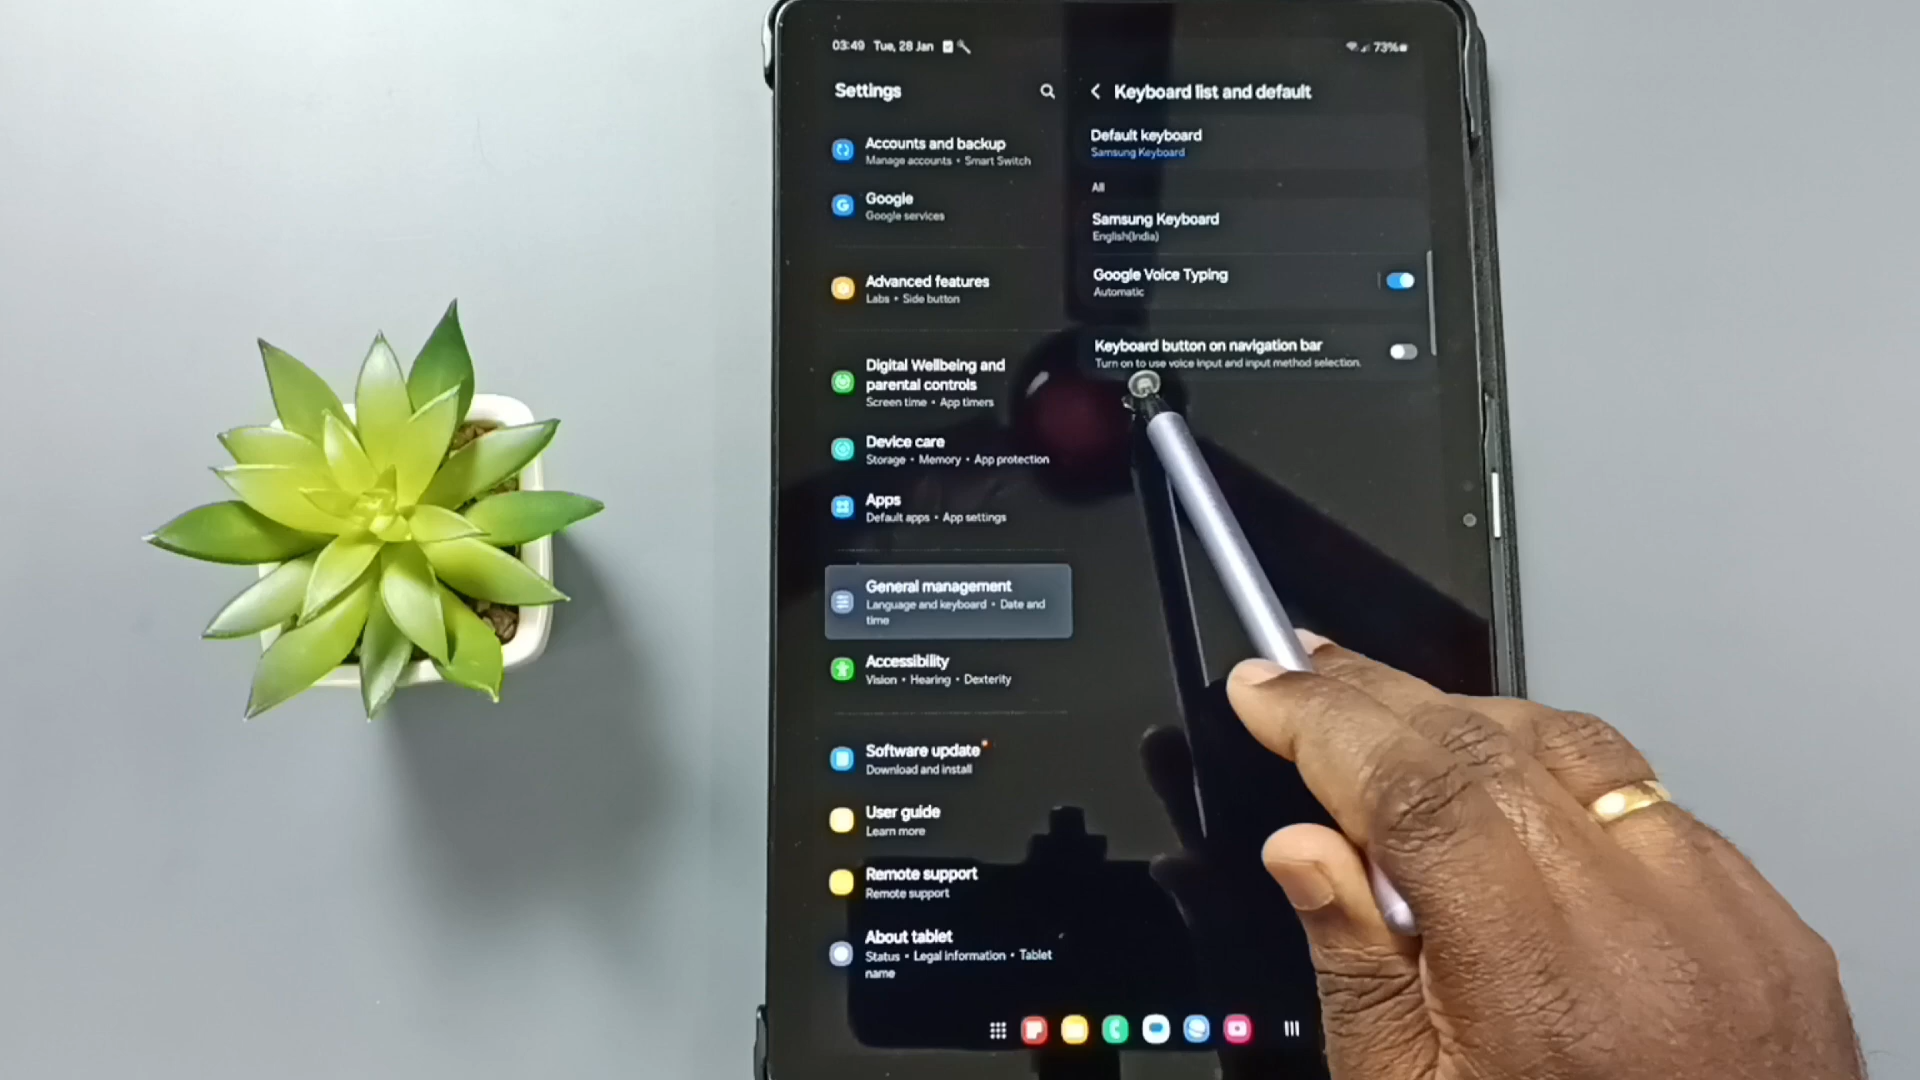 03:49 Tue, 28 Jan
73%
Settings
Accounts and backup
Manage accounts • Smart Switch
Google
Google services
Advanced features
Labs • Side button
Digital Wellbeing and
parental controls
Screen time • App timers
Device care
Storage • Memory • App protection
Apps
Default apps • App settings
General management
Language and keyboard • Date and
time
Accessibility
Vision • Hearing • Dexterity
Software update
Download and install
User guide
Learn more
Remote support
Remote support
About tablet
Status • Legal information • Tablet
name
Keyboard list and default
Default keyboard
Samsung Keyboard
All
Samsung Keyboard
English(India)
Google Voice Typing
Automatic
Keyboard button on navigation bar
Turn on to use voice input and input method selection.